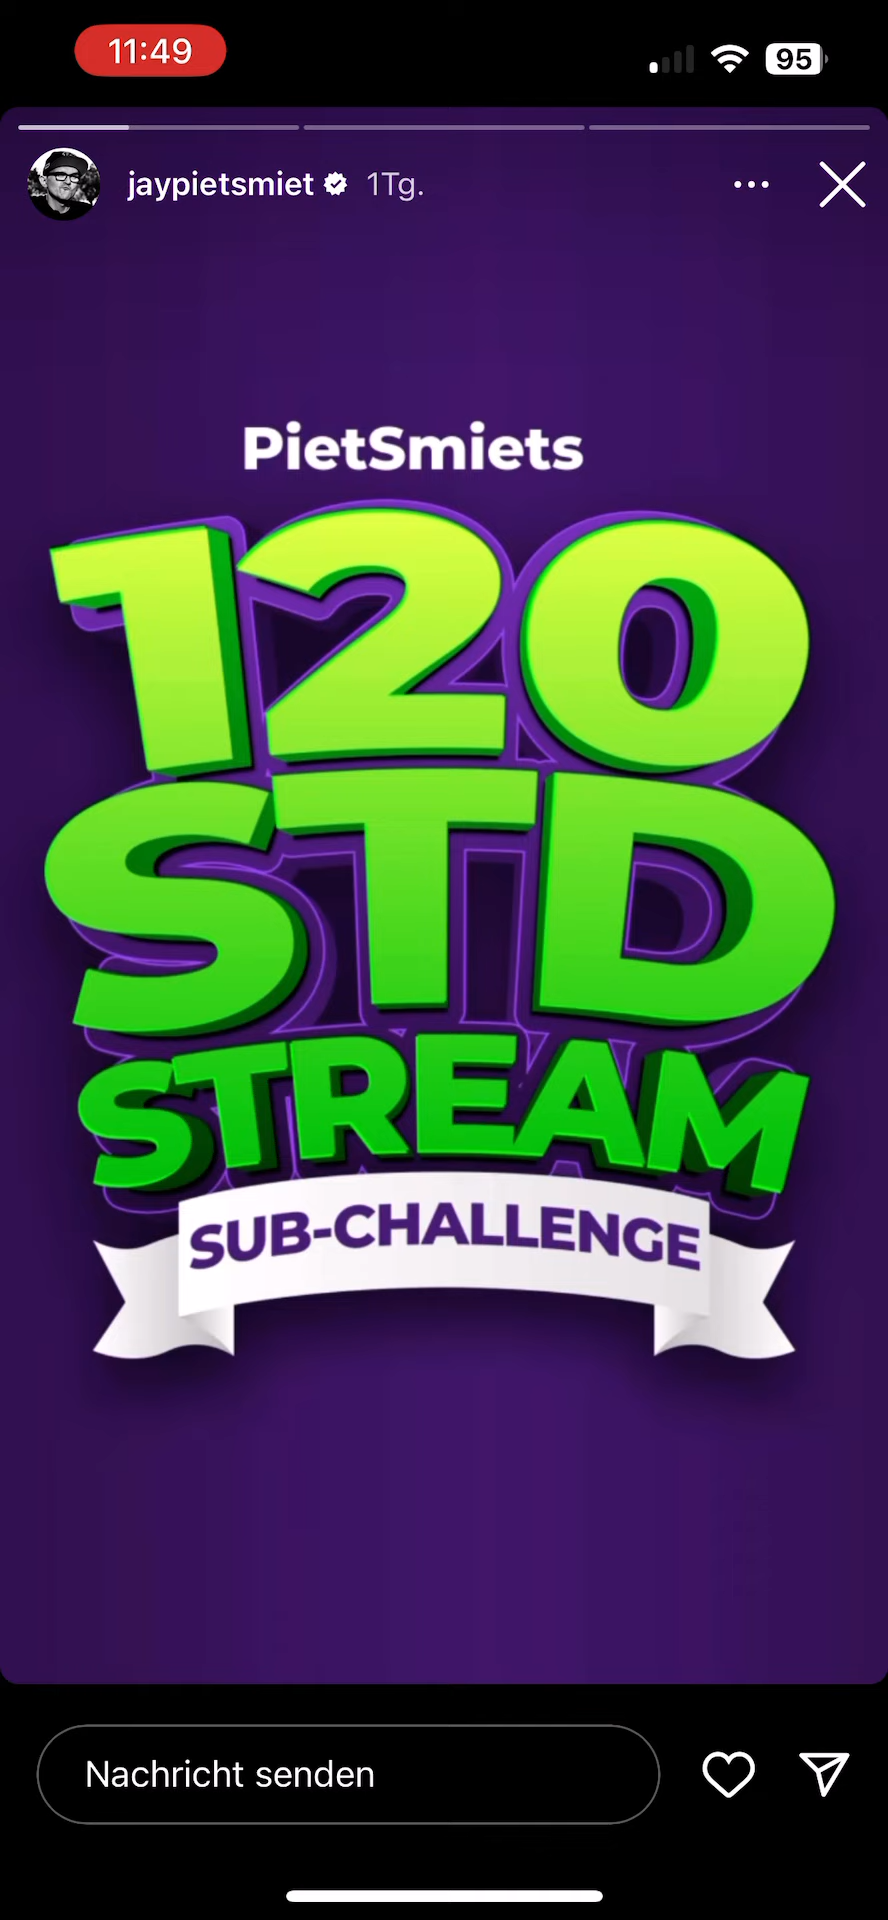 11:49
95
jaypietsmiet 1Tg.
PietSmiets
120
STD
STREAM
SUB-CHALLENGE
Nachricht senden